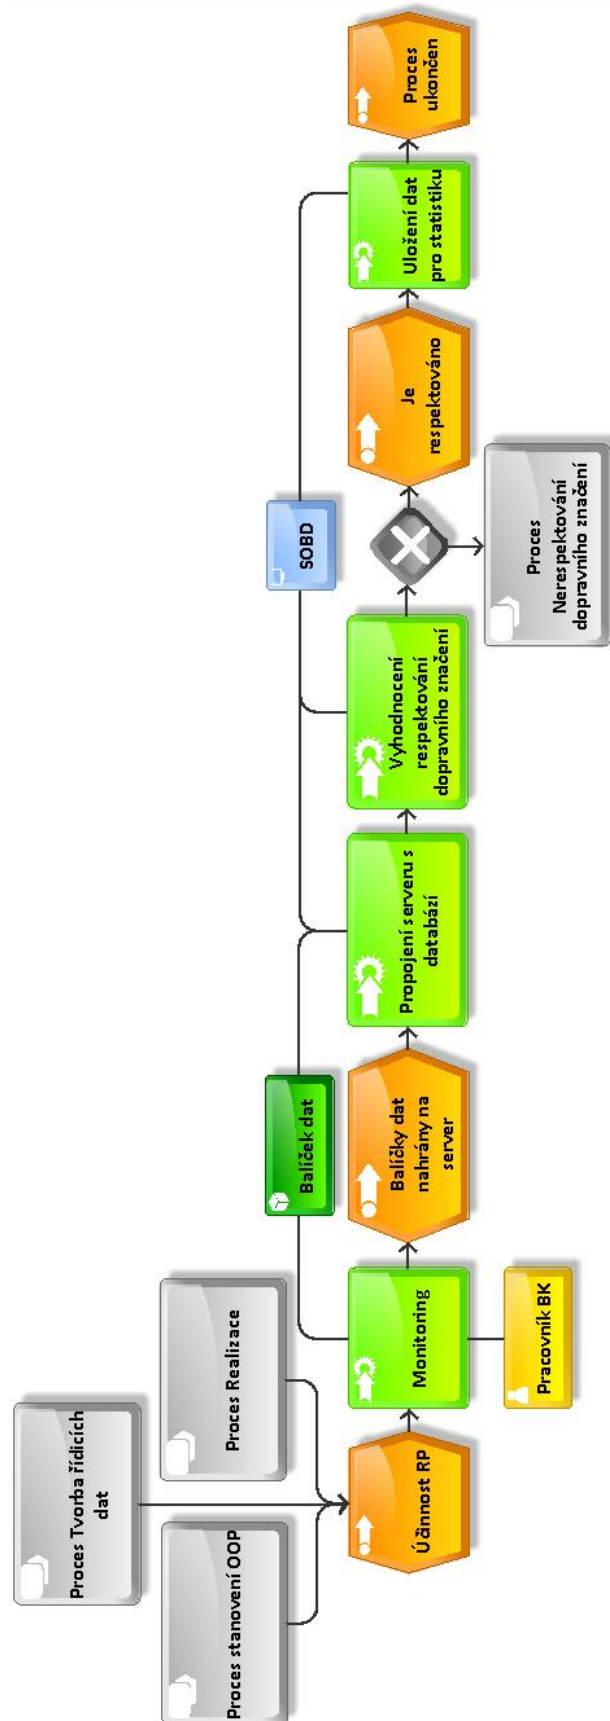 Proces Tvorba řídicích
dat
Proces stanovení OOP
Proces Realizace
Účinnost RP
Monitoring
Pracovník BK
Balíček dat
Balíčky dat
nahrány na
server
Propojení serveru s
databází
SOBD
Vyhodnocení
respektování
dopravního značení
Je
respektováno
Proces
Nerespektování
dopravního značení
Uložení dat
pro statistiku
Proces
ukončen